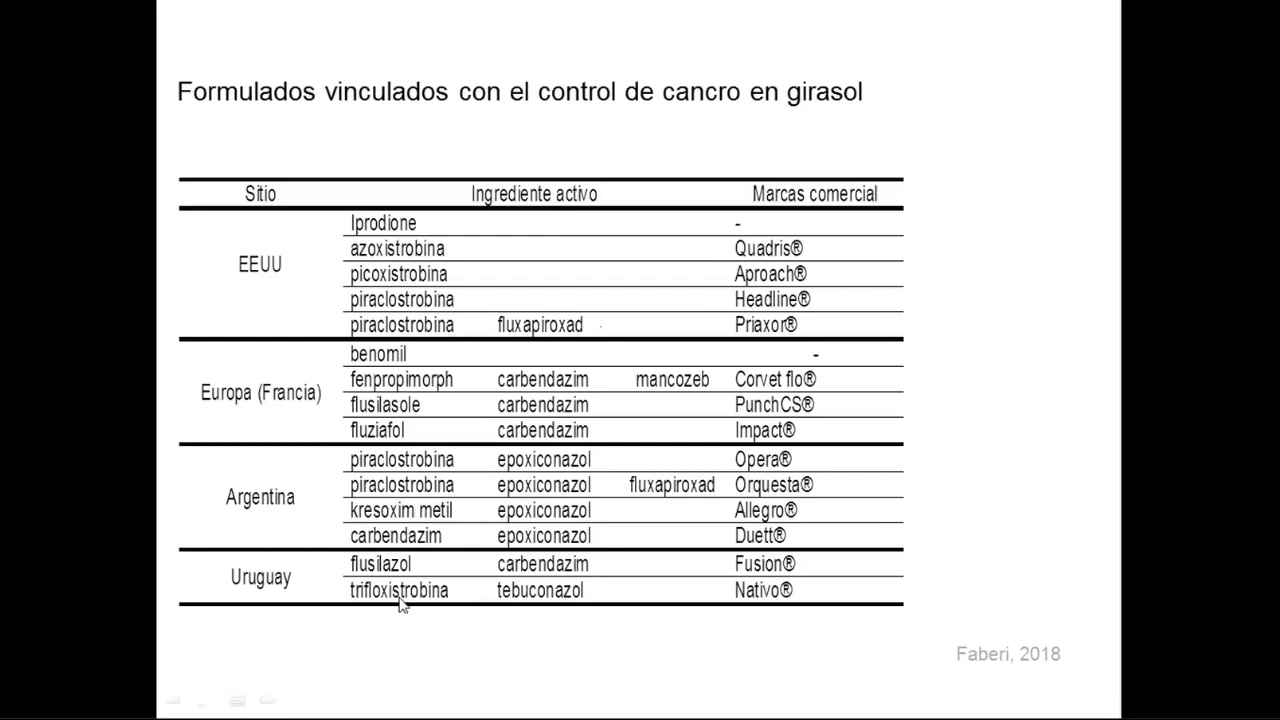 Formulados vinculados con el control de cancro en girasol
Sitio Ingrediente activo Marcas comercial
EEUU
Iprodione -
azoxistrobina Quadris®
picoxistrobina Aproach®
piraclostrobina Headline®
piraclostrobina fluxapiroxad Priaxor®
Europa (Francia)
benomil -
fenpropimorph carbendazim mancozeb Corvet flo®
flusilasole carbendazim PunchCS®
fluziafol carbendazim Impact®
Argentina
piraclostrobina epoxiconazol Opera®
piraclostrobina epoxiconazol fluxapiroxad Orquesta®
kresoxim metil epoxiconazol Allegro®
carbendazim epoxiconazol Duett®
Uruguay
flusilazol carbendazim Fusion®
trifloxistrobina tebuconazol Nativo®
Faberi, 2018